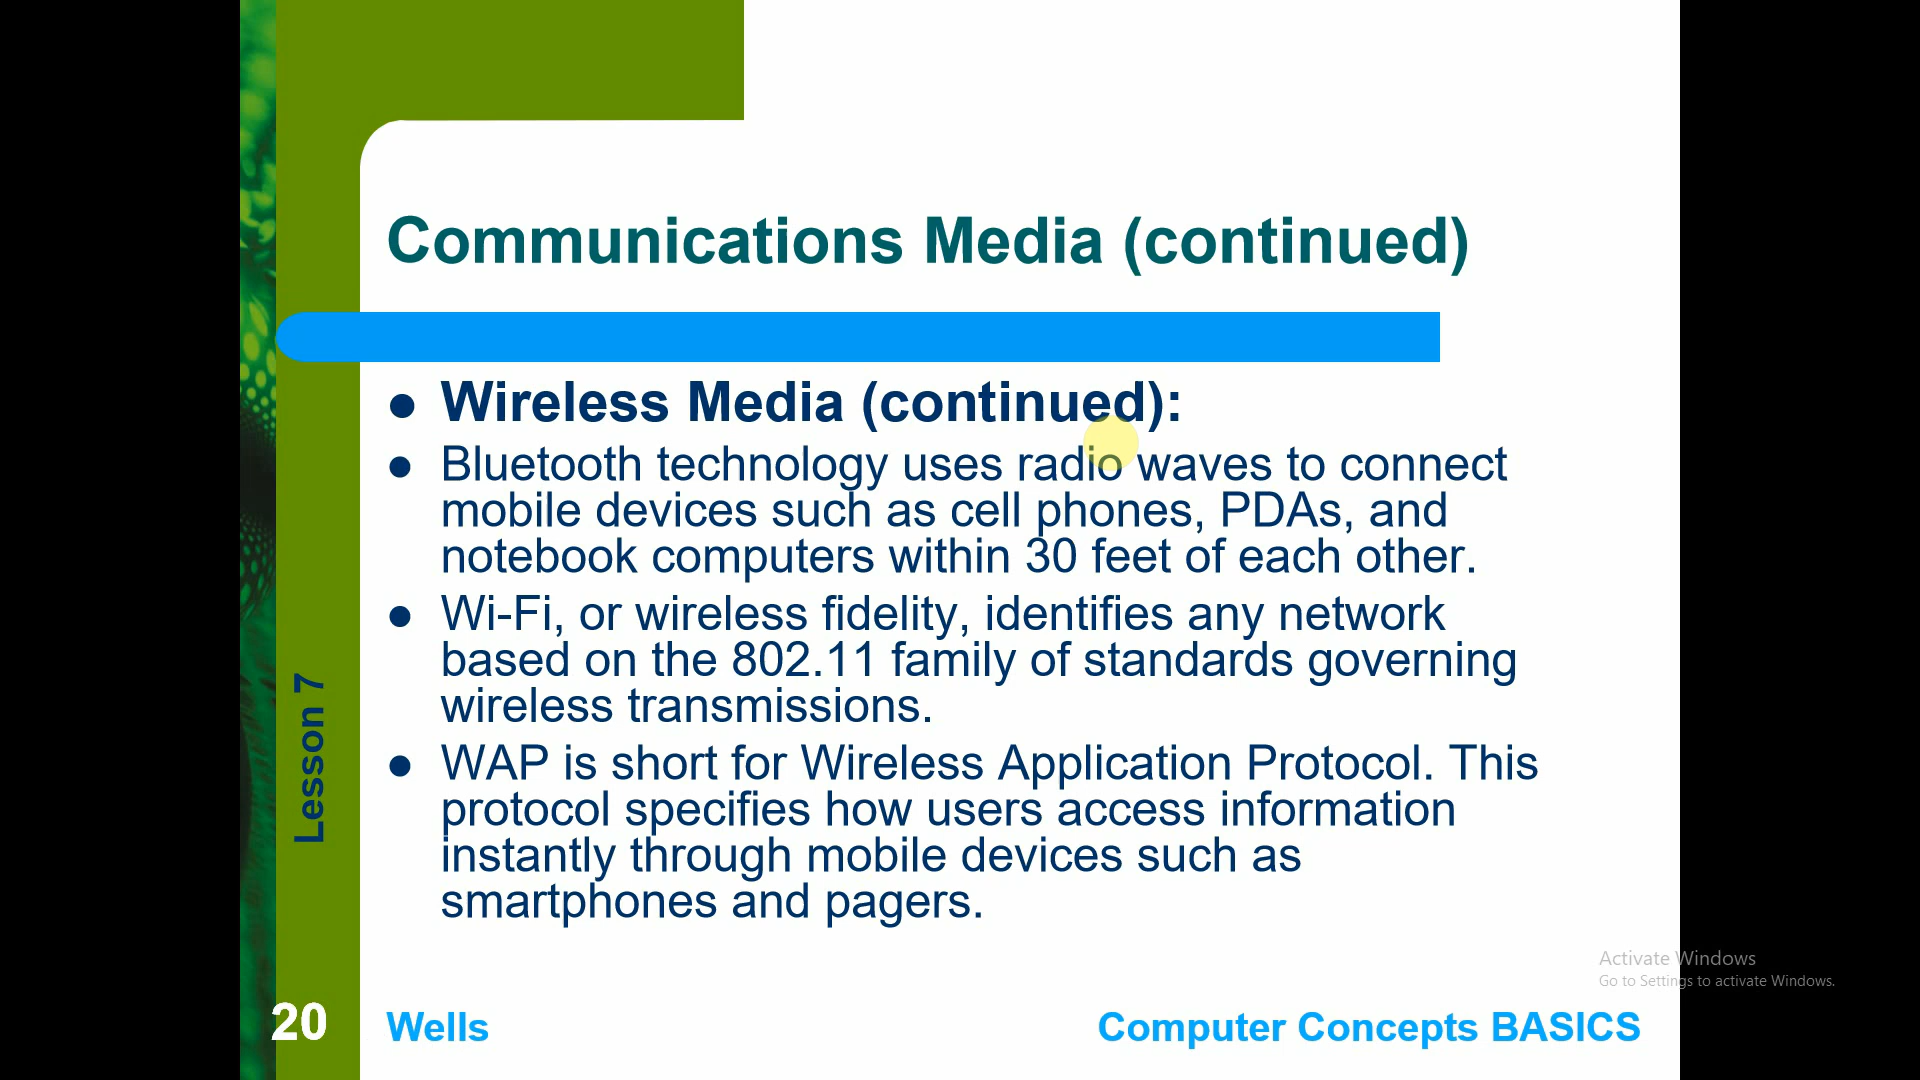 Communications Media (continued)
● Wireless Media (continued):
● Bluetooth technology uses radio waves to connect
mobile devices such as cell phones, PDAs, and
notebook computers within 30 feet of each other.
● Wi-Fi, or wireless fidelity, identifies any network
based on the 802.11 family of standards governing
wireless transmissions.
● WAP is short for Wireless Application Protocol. This
protocol specifies how users access information
instantly through mobile devices such as
smartphones and pagers.
Lesson 7
Activate Windows
Go to Settings to activate Windows.
20
Wells
Computer Concepts BASICS